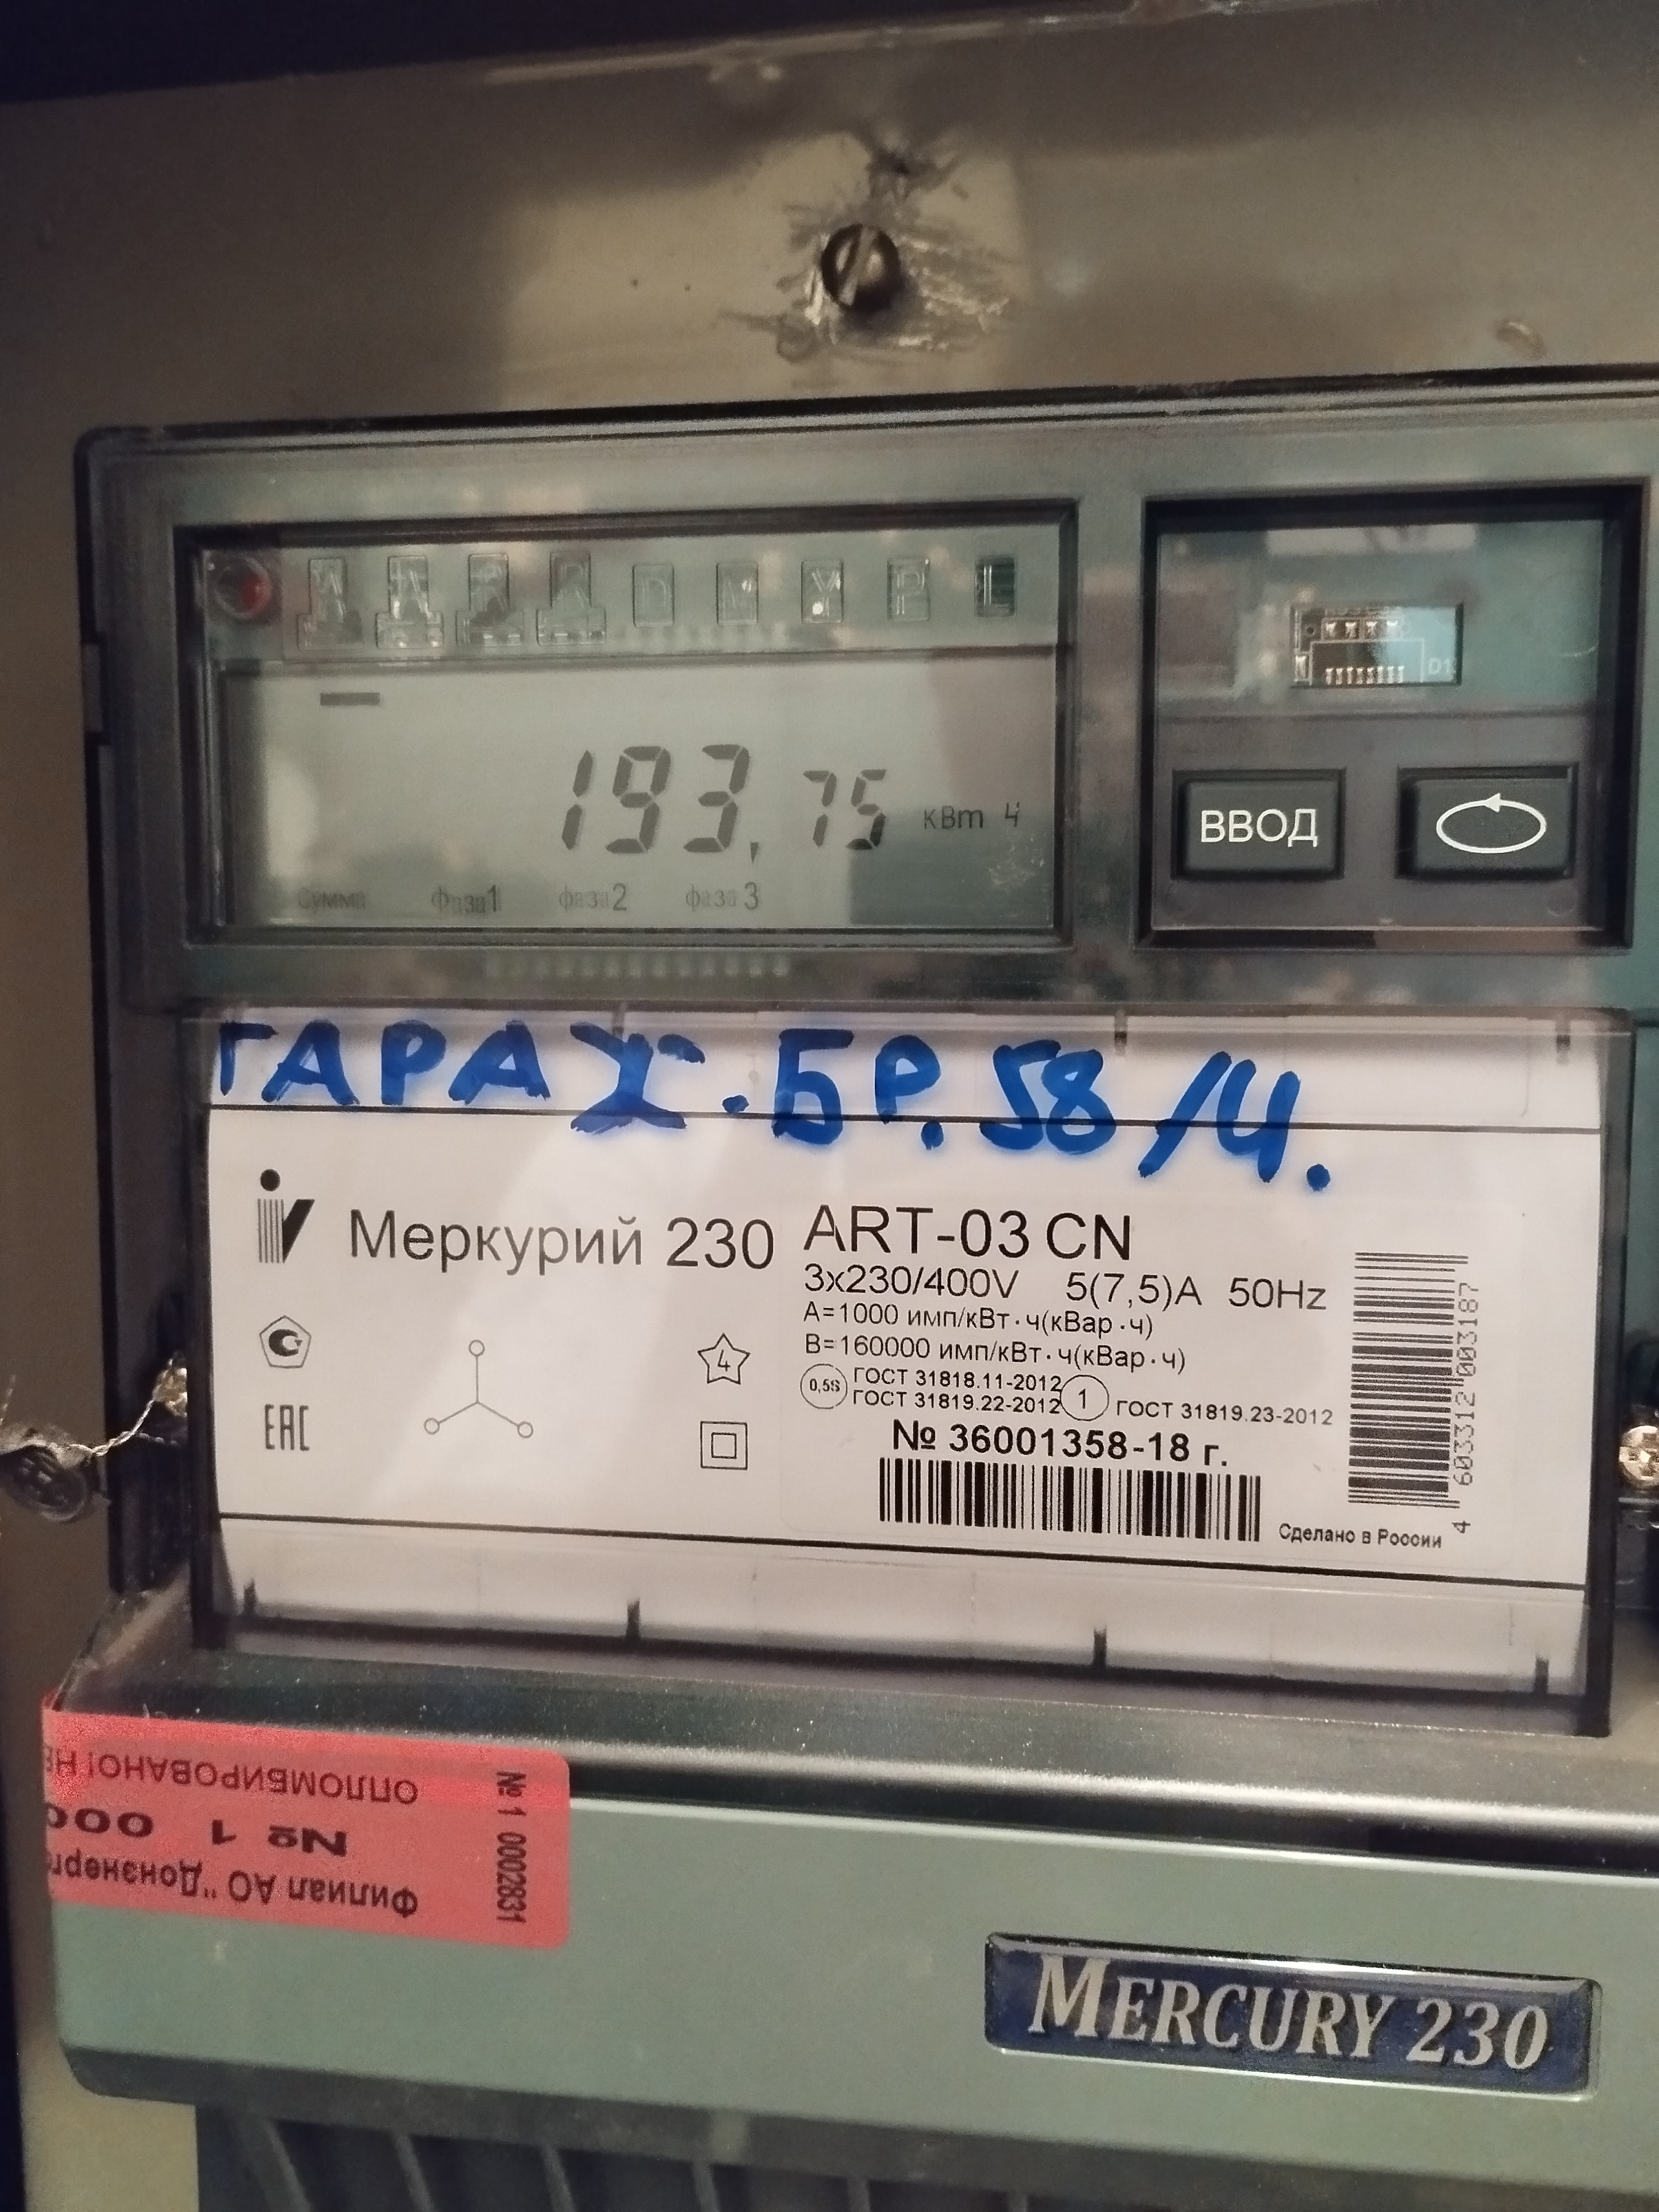 193,75 кВт ч
Сумма Фаза1 фаза2 фаза3
ВВОД
ГАРАЖ.БР.58/Ч.
Меркурий 230 ART-03 CN
3x230/400V 5(7,5)A 50Hz
A=1000 имп/кВт·ч(кВар·ч)
B=160000 имп/кВт·ч(кВар·ч)
0,5S ГОСТ 31818.11-2012
ГОСТ 31819.22-2012 1 ГОСТ 31819.23-2012
4
EAC
№ 36001358-18 г.
Сделано в России
4 603312 003187
ОПЛОМБИРОВАНО! НЕ
№ 1 000
Филиал АО "Донэнерг
№ 1 0002831
MERCURY 230